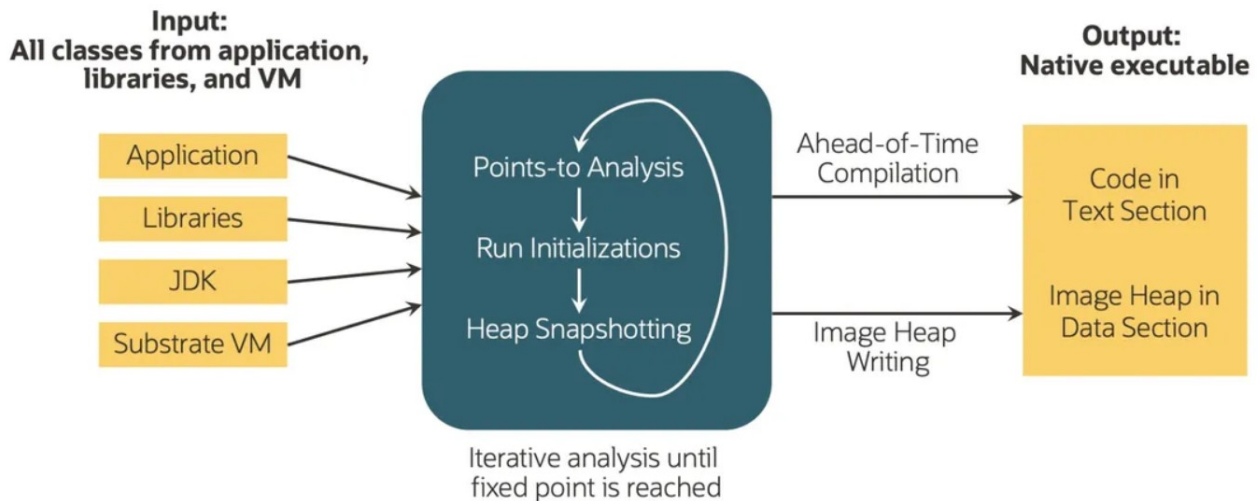 Input:
All classes from application,
libraries, and VM
Application
Libraries
JDK
Substrate VM
Points-to Analysis
Run Initializations
Heap Snapshotting
Iterative analysis until
fixed point is reached
Ahead-of-Time
Compilation
Image Heap
Writing
Output:
Native executable
Code in
Text Section
Image Heap in
Data Section